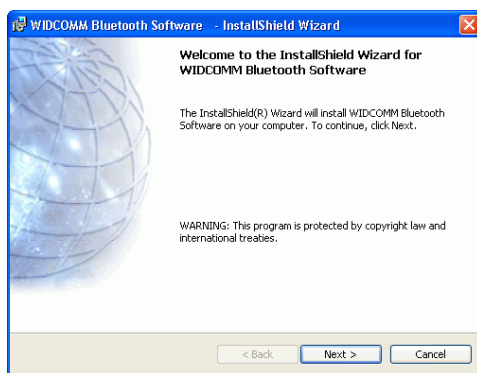 WIDCOMM Bluetooth Software - InstallShield Wizard
Welcome to the InstallShield Wizard for
WIDCOMM Bluetooth Software
The InstallShield(R) Wizard will install WIDCOMM Bluetooth
Software on your computer. To continue, click Next.
WARNING: This program is protected by copyright law and
international treaties.
< Back
Next >
Cancel